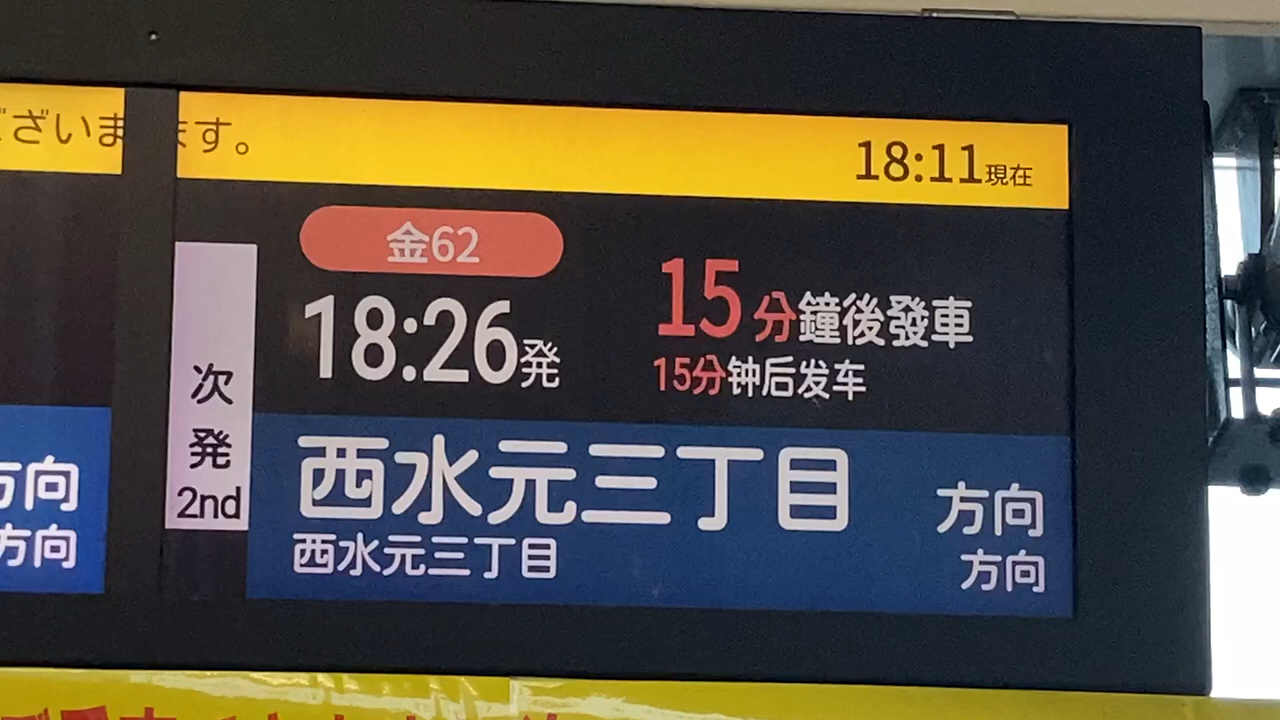 ございま
ます。
18:11現在
金62
18:26発
15分鐘後發車
15分钟后发车
次発
2nd
西水元三丁目 方向
西水元三丁目 方向
方向
方向